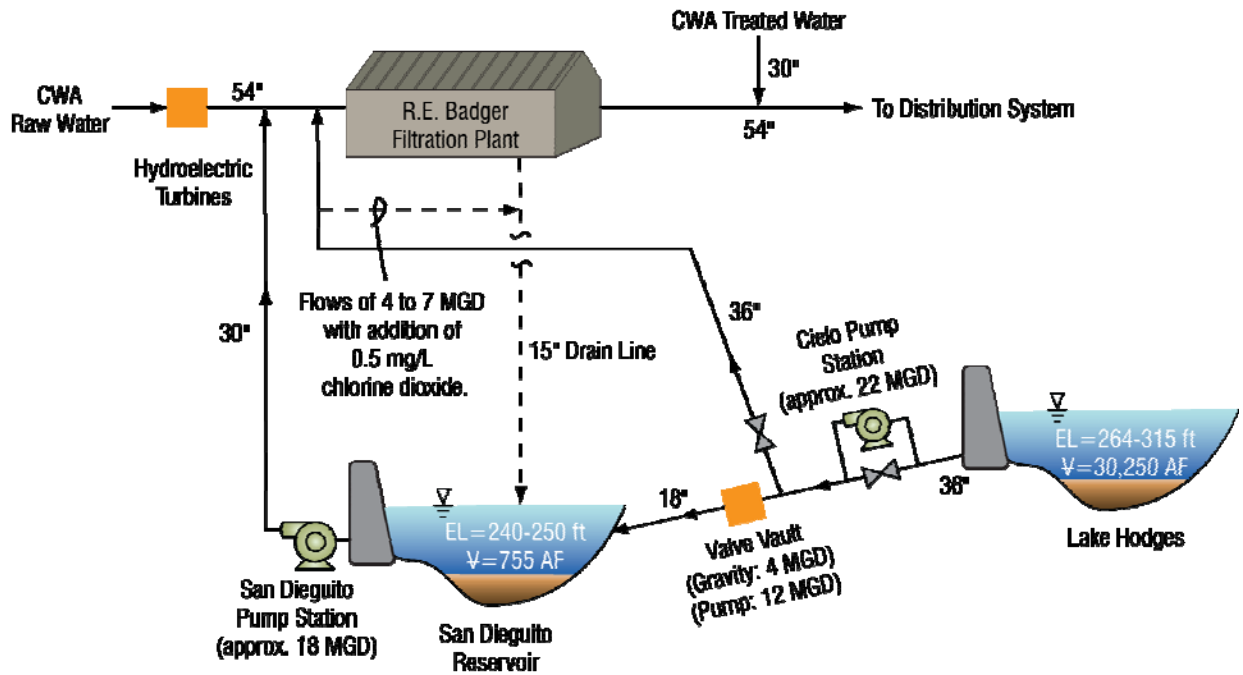 CWA Treated Water
30"
CWA
Raw Water
54"
R.E. Badger
Filtration Plant
54"
To Distribution System
Hydroelectric
Turbines
Flows of 4 to 7 MGD
with addition of
0.5 mg/L
chlorine dioxide.
30"
15" Drain Line
36"
Cielo Pump
Station
(approx. 22 MGD)
EL=264-315 ft
V=30,250 AF
36"
Lake Hodges
18"
Valve Vault
(Gravity: 4 MGD)
(Pump: 12 MGD)
EL=240-250 ft
V=755 AF
San Dieguito
Pump Station
(approx. 18 MGD)
San Dieguito
Reservoir